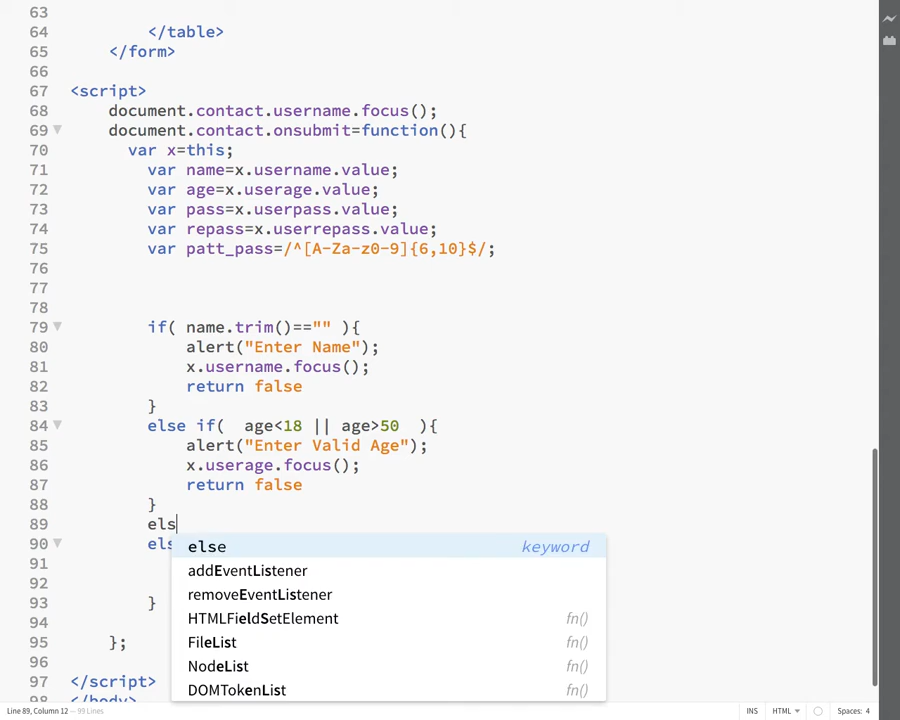 63
64 </table>
65 </form>
66
67 <script>
68 document.contact.username.focus();
69 document.contact.onsubmit=function(){
70 var x=this;
71 var name=x.username.value;
72 var age=x.userage.value;
73 var pass=x.userpass.value;
74 var repass=x.userrepass.value;
75 var patt_pass=/^[A-Za-z0-9]{6,10}$/;
76
77
78
79 if( name.trim()=="" ){
80 alert("Enter Name");
81 x.username.focus();
82 return false
83 }
84 else if(  age<18 || age>50  ){
85 alert("Enter Valid Age");
86 x.userage.focus();
87 return false
88 }
89 els
90 els
else keyword
91 addEventListener
92 removeEventListener
93 }
HTMLFieldSetElement fn()
94
95 };
FileList fn()
96
NodeList fn()
97 </script>
DOMTokenList fn()
98 </body>
Line 89, Column 12 — 99 Lines INS HTML Spaces: 4